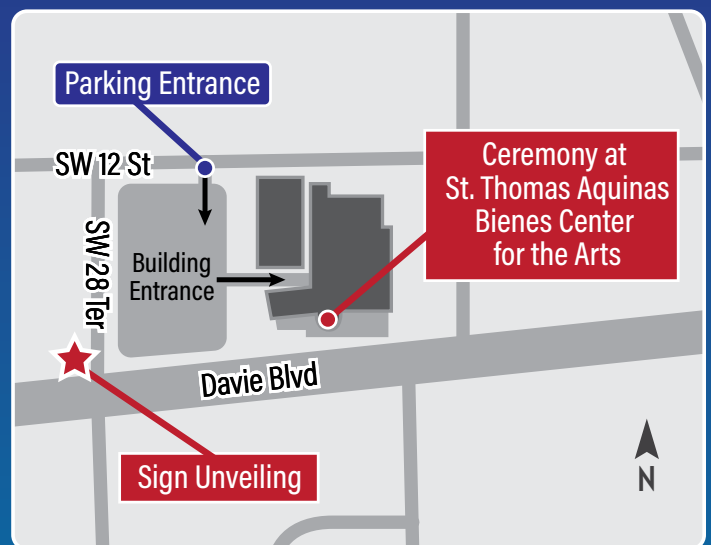 Parking Entrance
SW 12 St
Ceremony at
St. Thomas Aquinas
Bienes Center
for the Arts
SW 28 Ter
Building
Entrance
Davie Blvd
Sign Unveiling
N